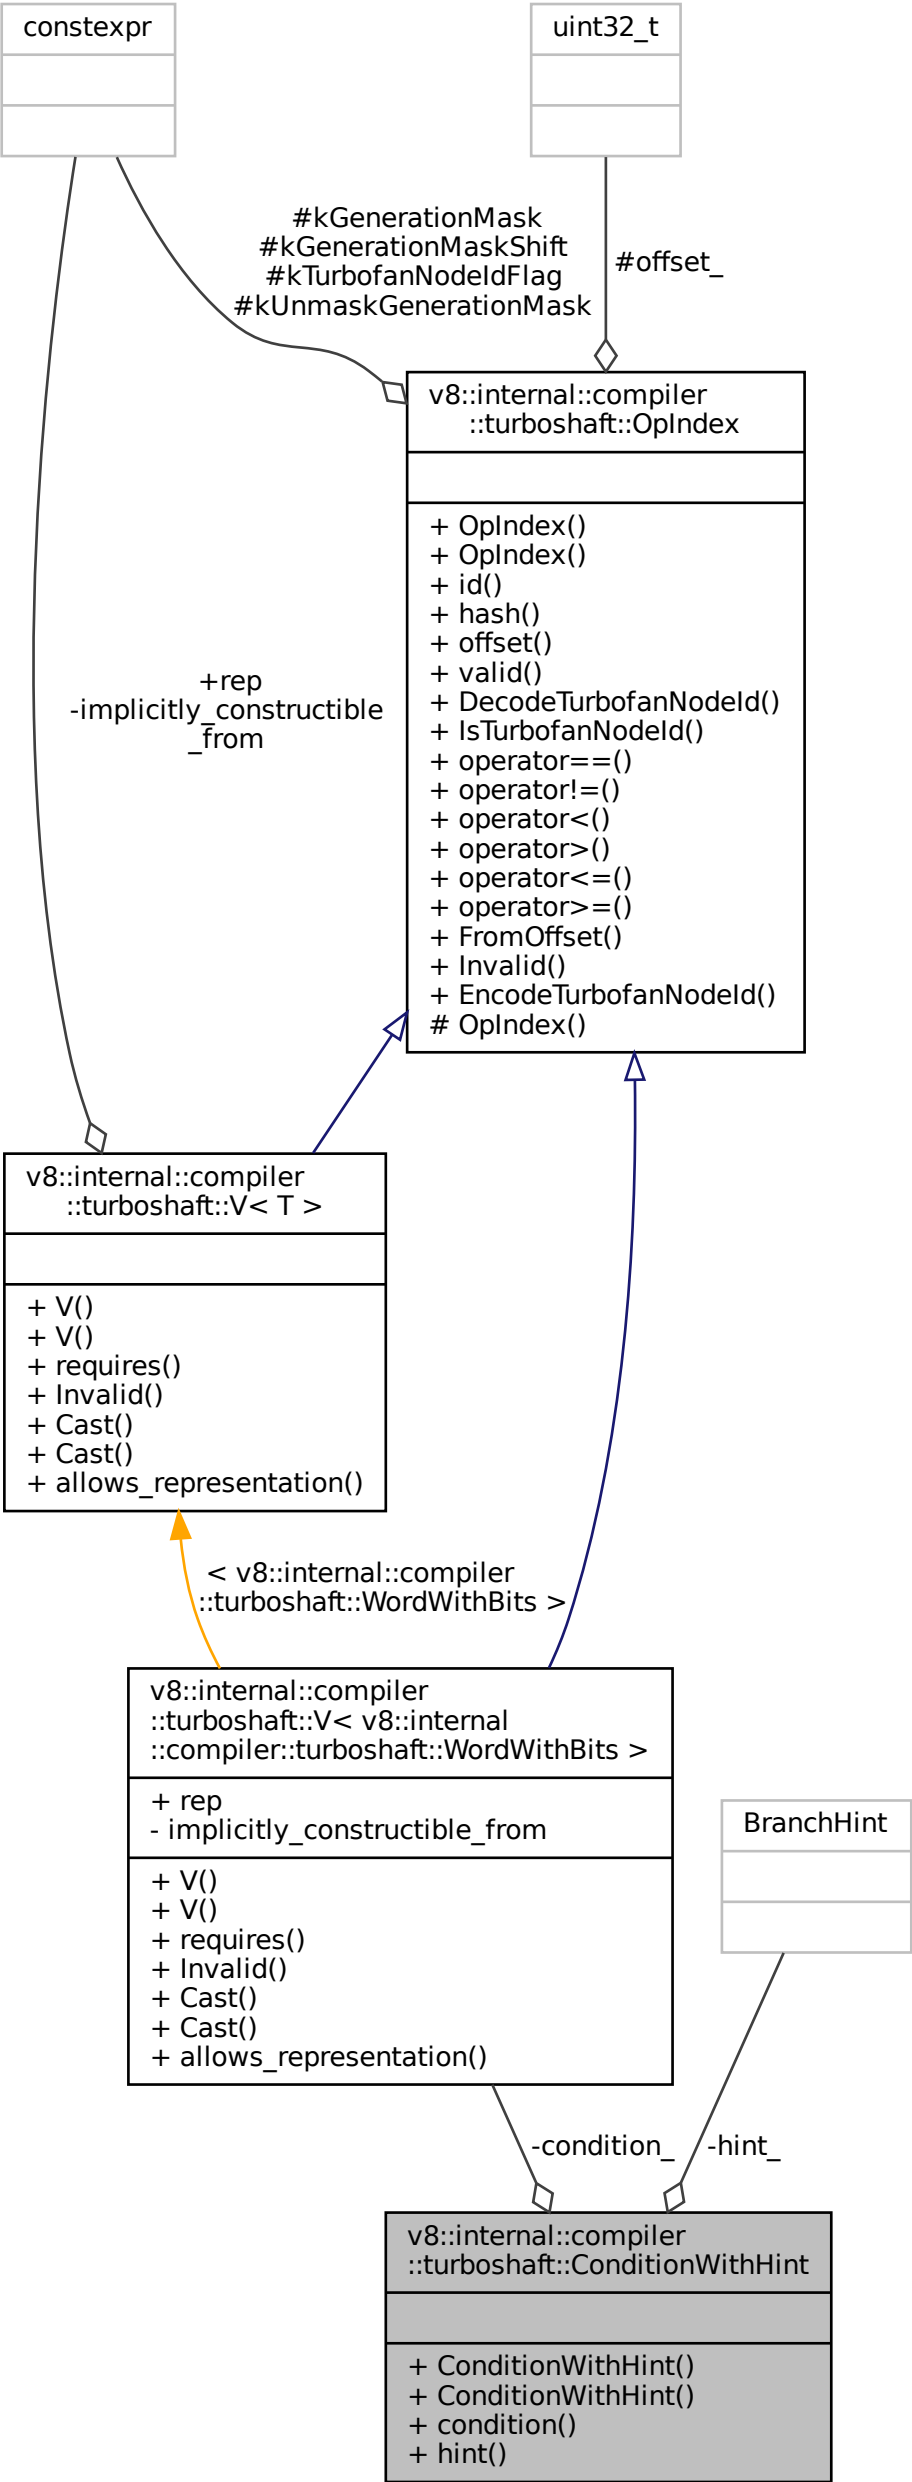 constexpr
uint32_t
#kGenerationMask
#kGenerationMaskShift
#kTurbofanNodeIdFlag
#kUnmaskGenerationMask
#offset_
v8::internal::compiler
::turboshaft::OpIndex
+ OpIndex()
+ OpIndex()
+ id()
+ hash()
+ offset()
+ valid()
+ DecodeTurbofanNodeId()
+ IsTurbofanNodeId()
+ operator==()
+ operator!=()
+ operator<()
+ operator>()
+ operator<=()
+ operator>=()
+ FromOffset()
+ Invalid()
+ EncodeTurbofanNodeId()
# OpIndex()
+rep
-implicitly_constructible
_from
v8::internal::compiler
::turboshaft::V< T >
+ V()
+ V()
+ requires()
+ Invalid()
+ Cast()
+ Cast()
+ allows_representation()
< v8::internal::compiler
::turboshaft::WordWithBits >
v8::internal::compiler
::turboshaft::V< v8::internal
::compiler::turboshaft::WordWithBits >
+ rep
- implicitly_constructible_from
+ V()
+ V()
+ requires()
+ Invalid()
+ Cast()
+ Cast()
+ allows_representation()
BranchHint
-condition_
-hint_
v8::internal::compiler
::turboshaft::ConditionWithHint
+ ConditionWithHint()
+ ConditionWithHint()
+ condition()
+ hint()